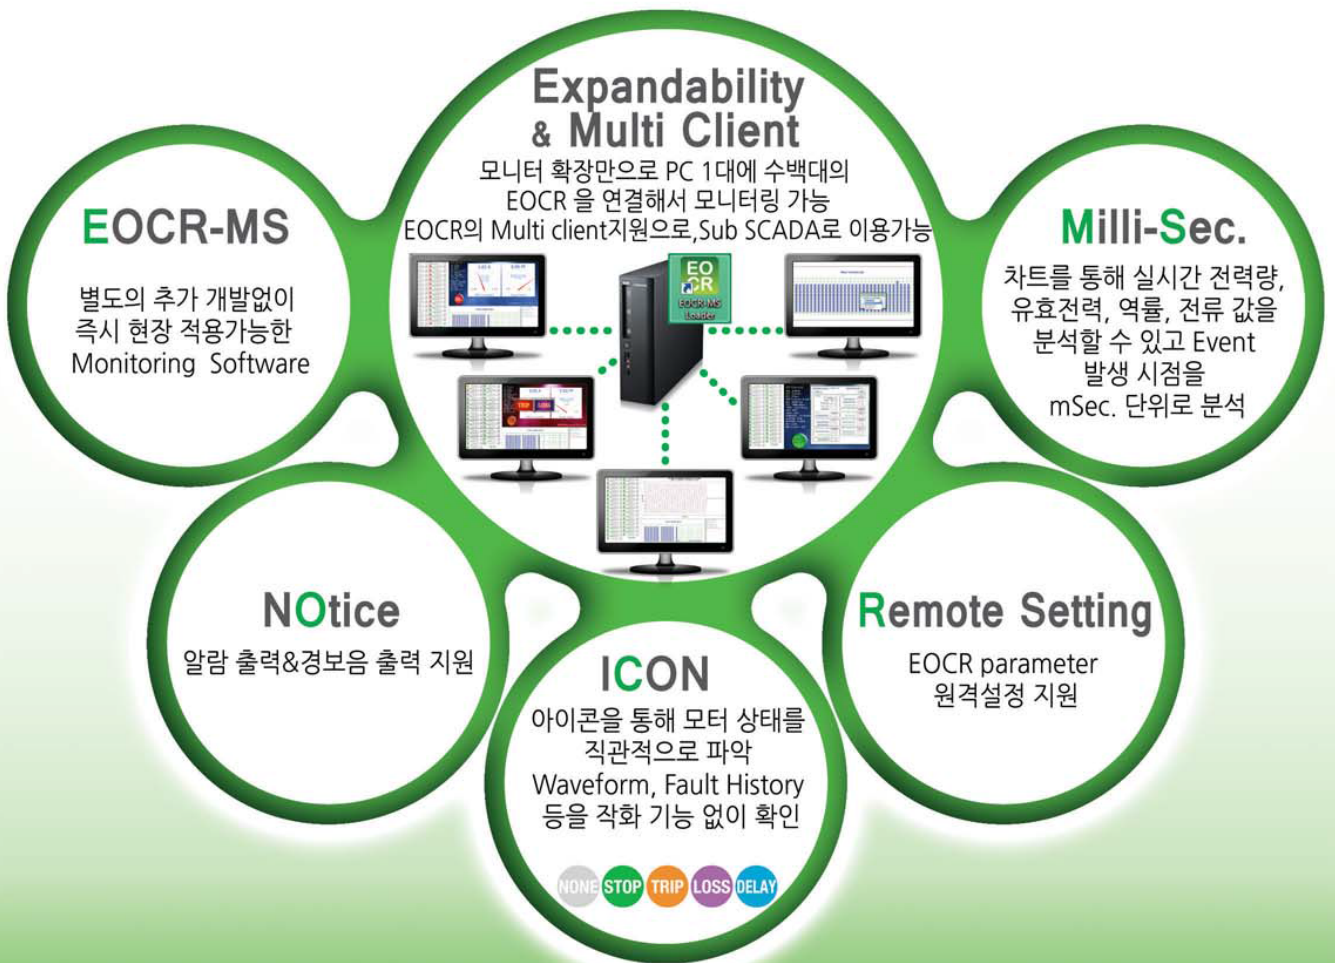 Expandability
& Multi Client
모니터 확장만으로 PC 1대에 수백대의
EOCR 을 연결해서 모니터링 가능
EOCR의 Multi client지원으로,Sub SCADA로 이용가능
EO
CR
EOCR-MS
Loader
TRIP
EOCR-MS
별도의 추가 개발없이
즉시 현장 적용가능한
Monitoring Software
Milli-Sec.
차트를 통해 실시간 전력량,
유효전력, 역률, 전류 값을
분석할 수 있고 Event
발생 시점을
mSec. 단위로 분석
NOtice
알람 출력&경보음 출력 지원
ICON
아이콘을 통해 모터 상태를
직관적으로 파악
Waveform, Fault History
등을 작화 기능 없이 확인
NONE STOP TRIP LOSS DELAY
Remote Setting
EOCR parameter
원격설정 지원